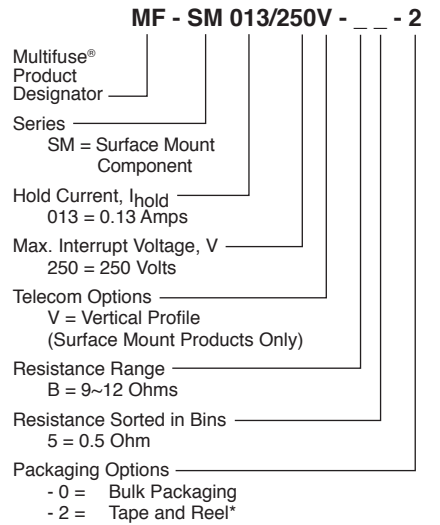 MF - SM 013/250V - _ _ - 2
Multifuse®
Product
Designator
Series
SM = Surface Mount
Component
Hold Current, Ihold
013 = 0.13 Amps
Max. Interrupt Voltage, V
250 = 250 Volts
Telecom Options
V = Vertical Profile
(Surface Mount Products Only)
Resistance Range
B = 9~12 Ohms
Resistance Sorted in Bins
5 = 0.5 Ohm
Packaging Options
- 0 = Bulk Packaging
- 2 = Tape and Reel*